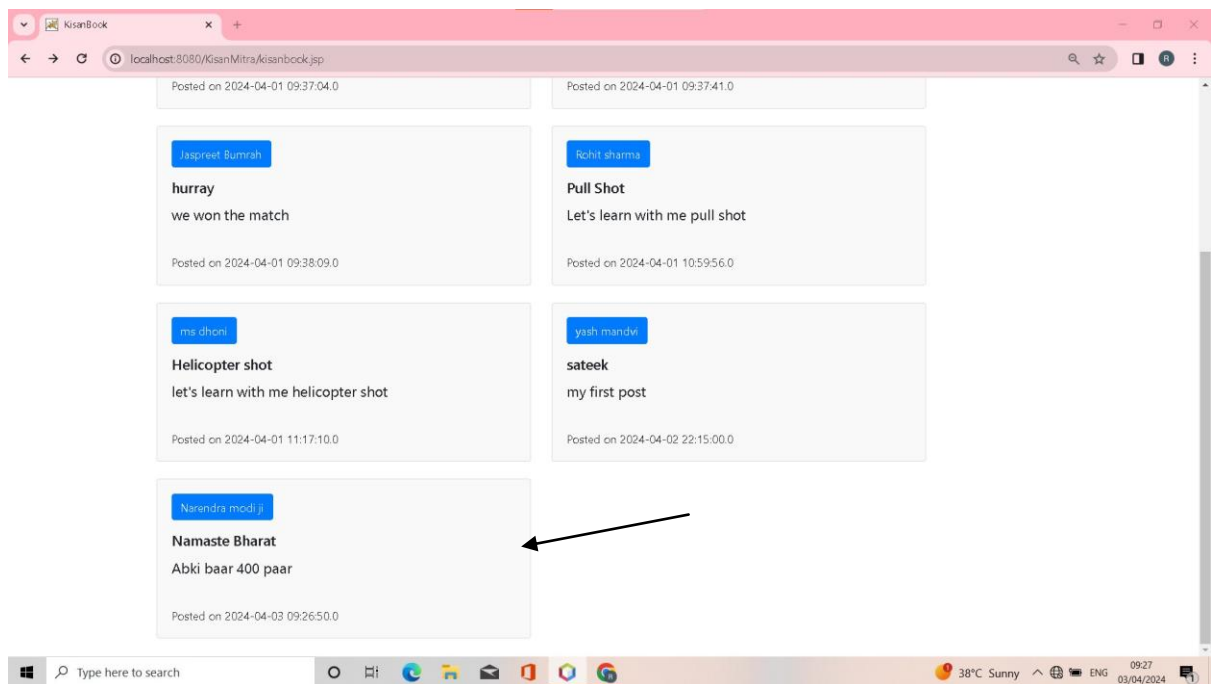 KisanBook
localhost:8080/KisanMitra/kisanbook.jsp
R
Posted on 2024-04-01 09:37:04.0
Posted on 2024-04-01 09:37:41.0
Jaspreet Bumrah
hurray
we won the match
Posted on 2024-04-01 09:38:09.0
Rohit sharma
Pull Shot
Let's learn with me pull shot
Posted on 2024-04-01 10:59:56.0
ms dhoni
Helicopter shot
let's learn with me helicopter shot
Posted on 2024-04-01 11:17:10.0
yash mandvi
sateek
my first post
Posted on 2024-04-02 22:15:00.0
Narendra modi ji
Namaste Bharat
Abki baar 400 paar
Posted on 2024-04-03 09:26:50.0
Type here to search
38°C Sunny
ENG
09:27
03/04/2024